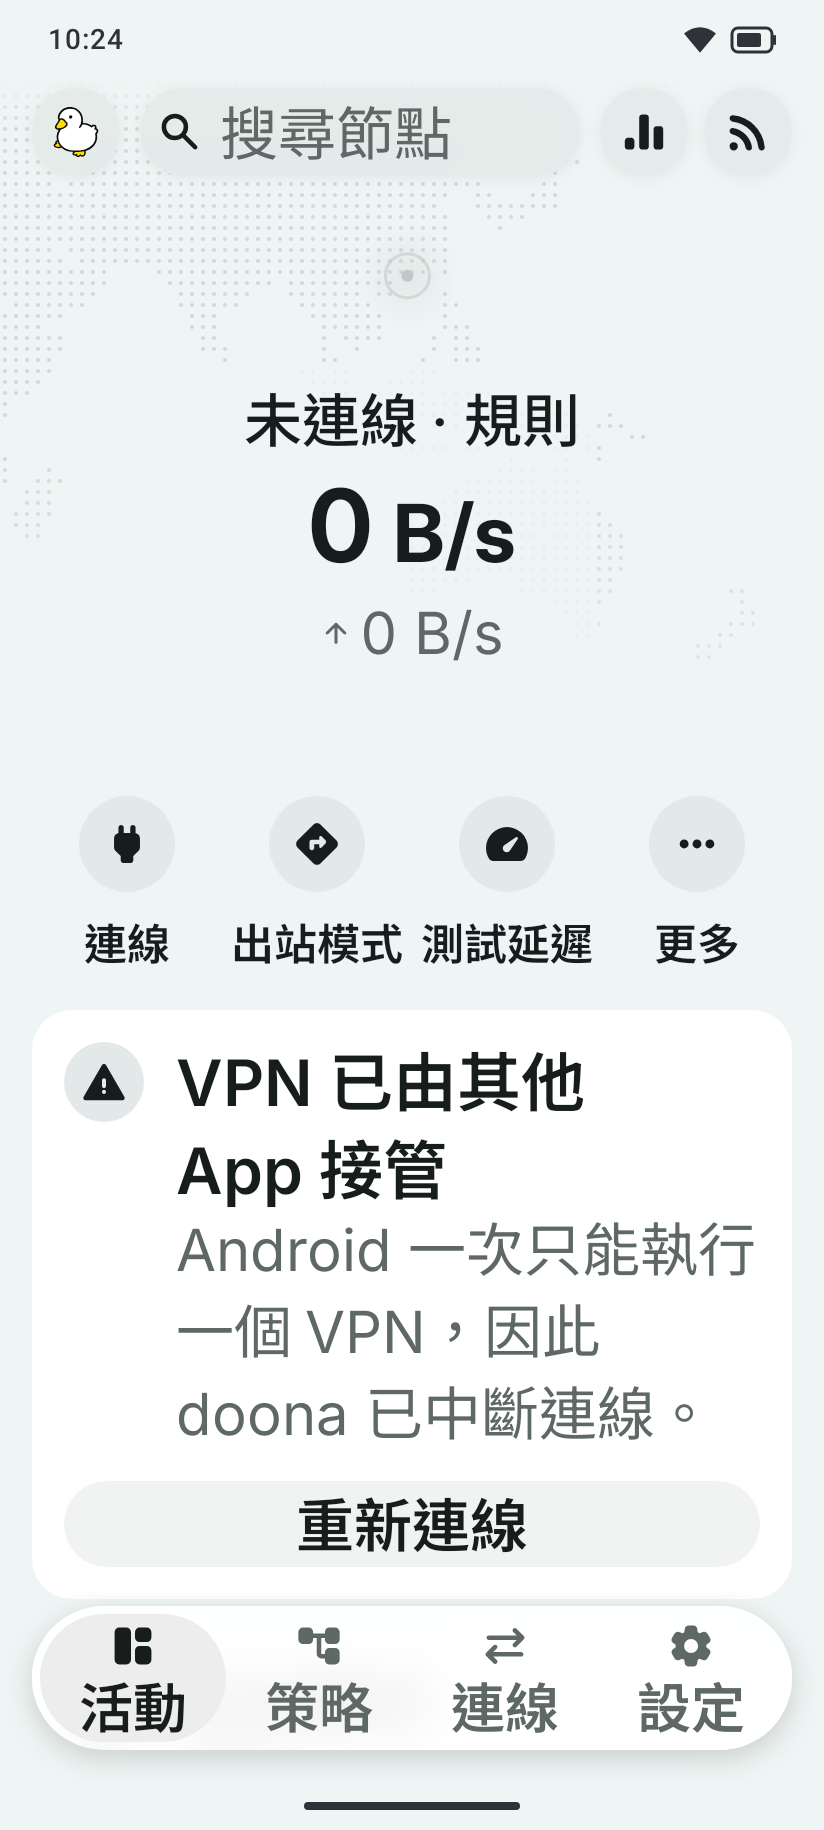 10:24
搜尋節點
未連線 · 規則
0 B/s
↑ 0 B/s
連線
出站模式
測試延遲
更多
VPN 已由其他
App 接管
Android 一次只能執行
一個 VPN，因此
doona 已中斷連線。
重新連線
活動
策略
連線
設定